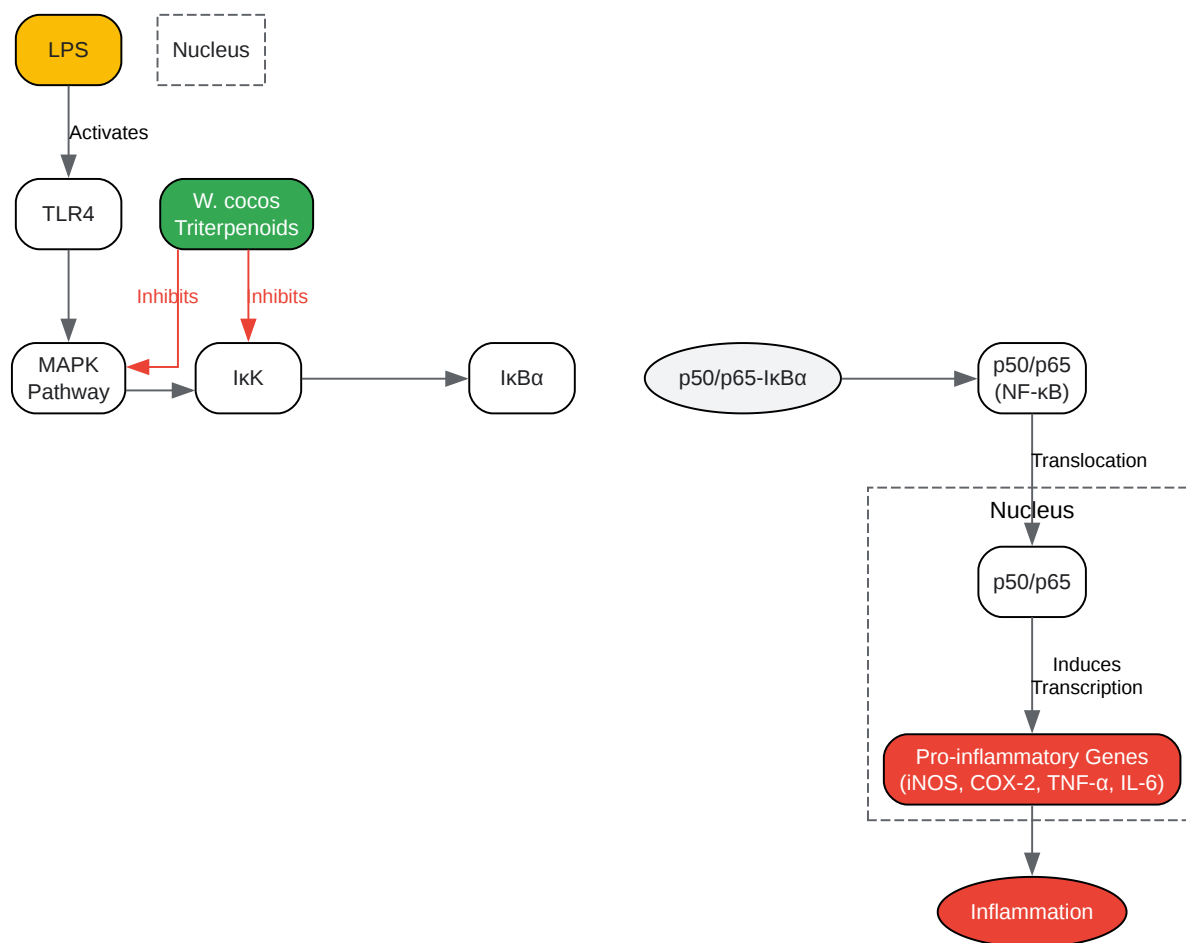 LPS
Nucleus
Activates
TLR4
W. cocos
Triterpenoids
Inhibits
Inhibits
MAPK
Pathway
IκK
IκBα
p50/p65-IκBα
p50/p65
(NF-κB)
Translocation
Nucleus
p50/p65
Induces
Transcription
Pro-inflammatory Genes
(iNOS, COX-2, TNF-α, IL-6)
Inflammation